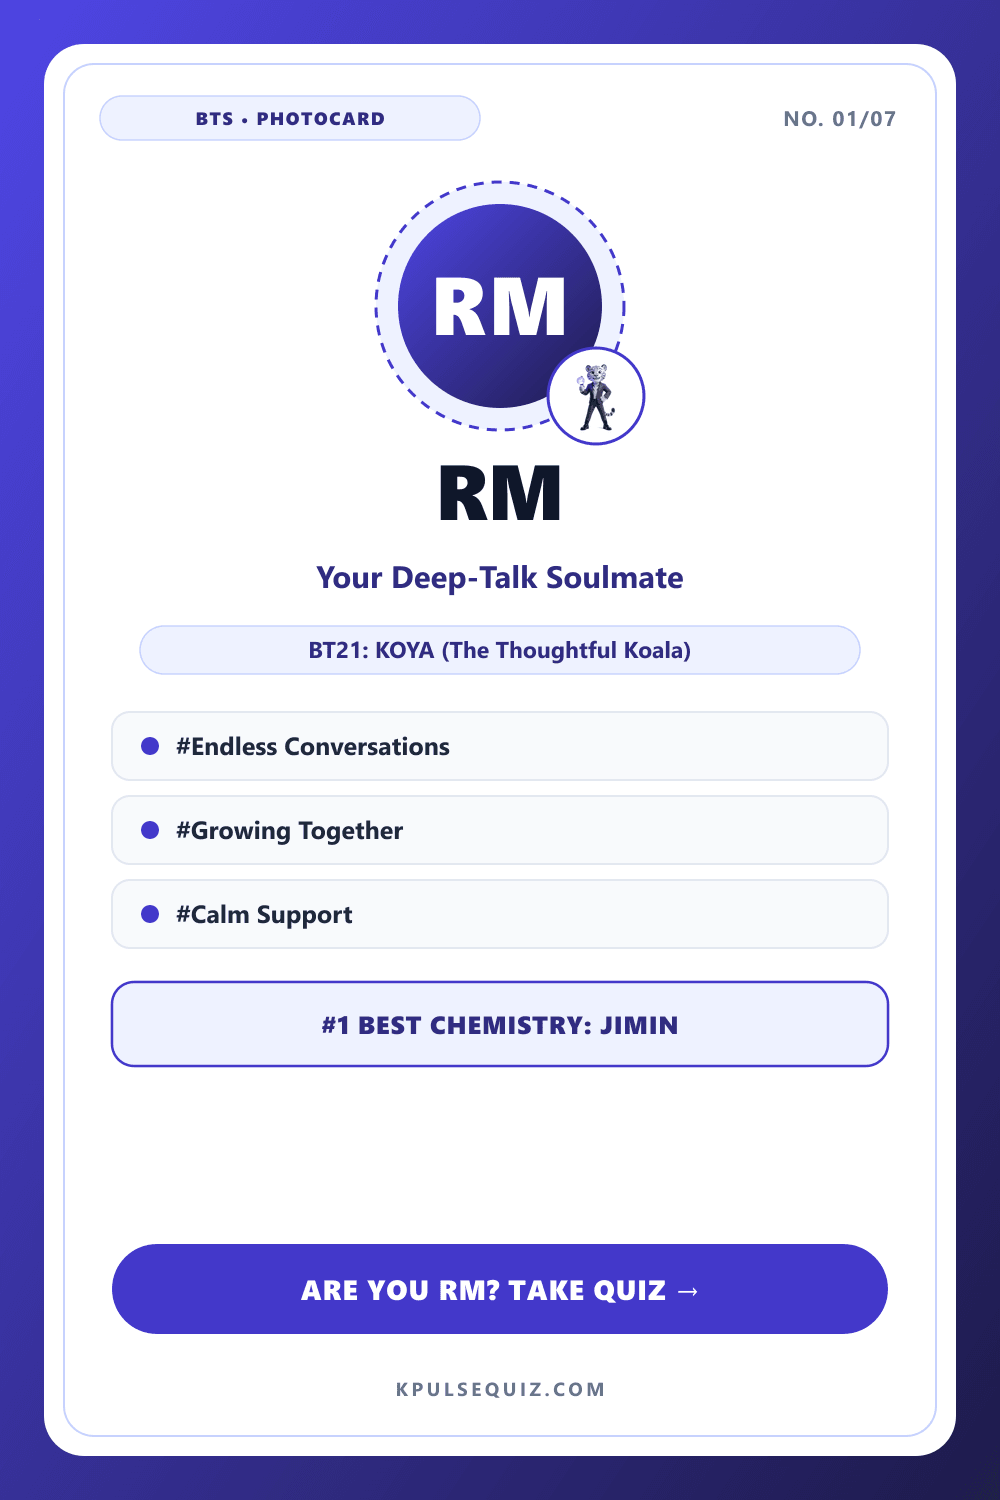 BTS • PHOTOCARD
NO. 01/07
RM
RM
Your Deep-Talk Soulmate
BT21: KOYA (The Thoughtful Koala)
#Endless Conversations
#Growing Together
#Calm Support
#1 BEST CHEMISTRY: JIMIN
ARE YOU RM? TAKE QUIZ →
KPULSEQUIZ.COM